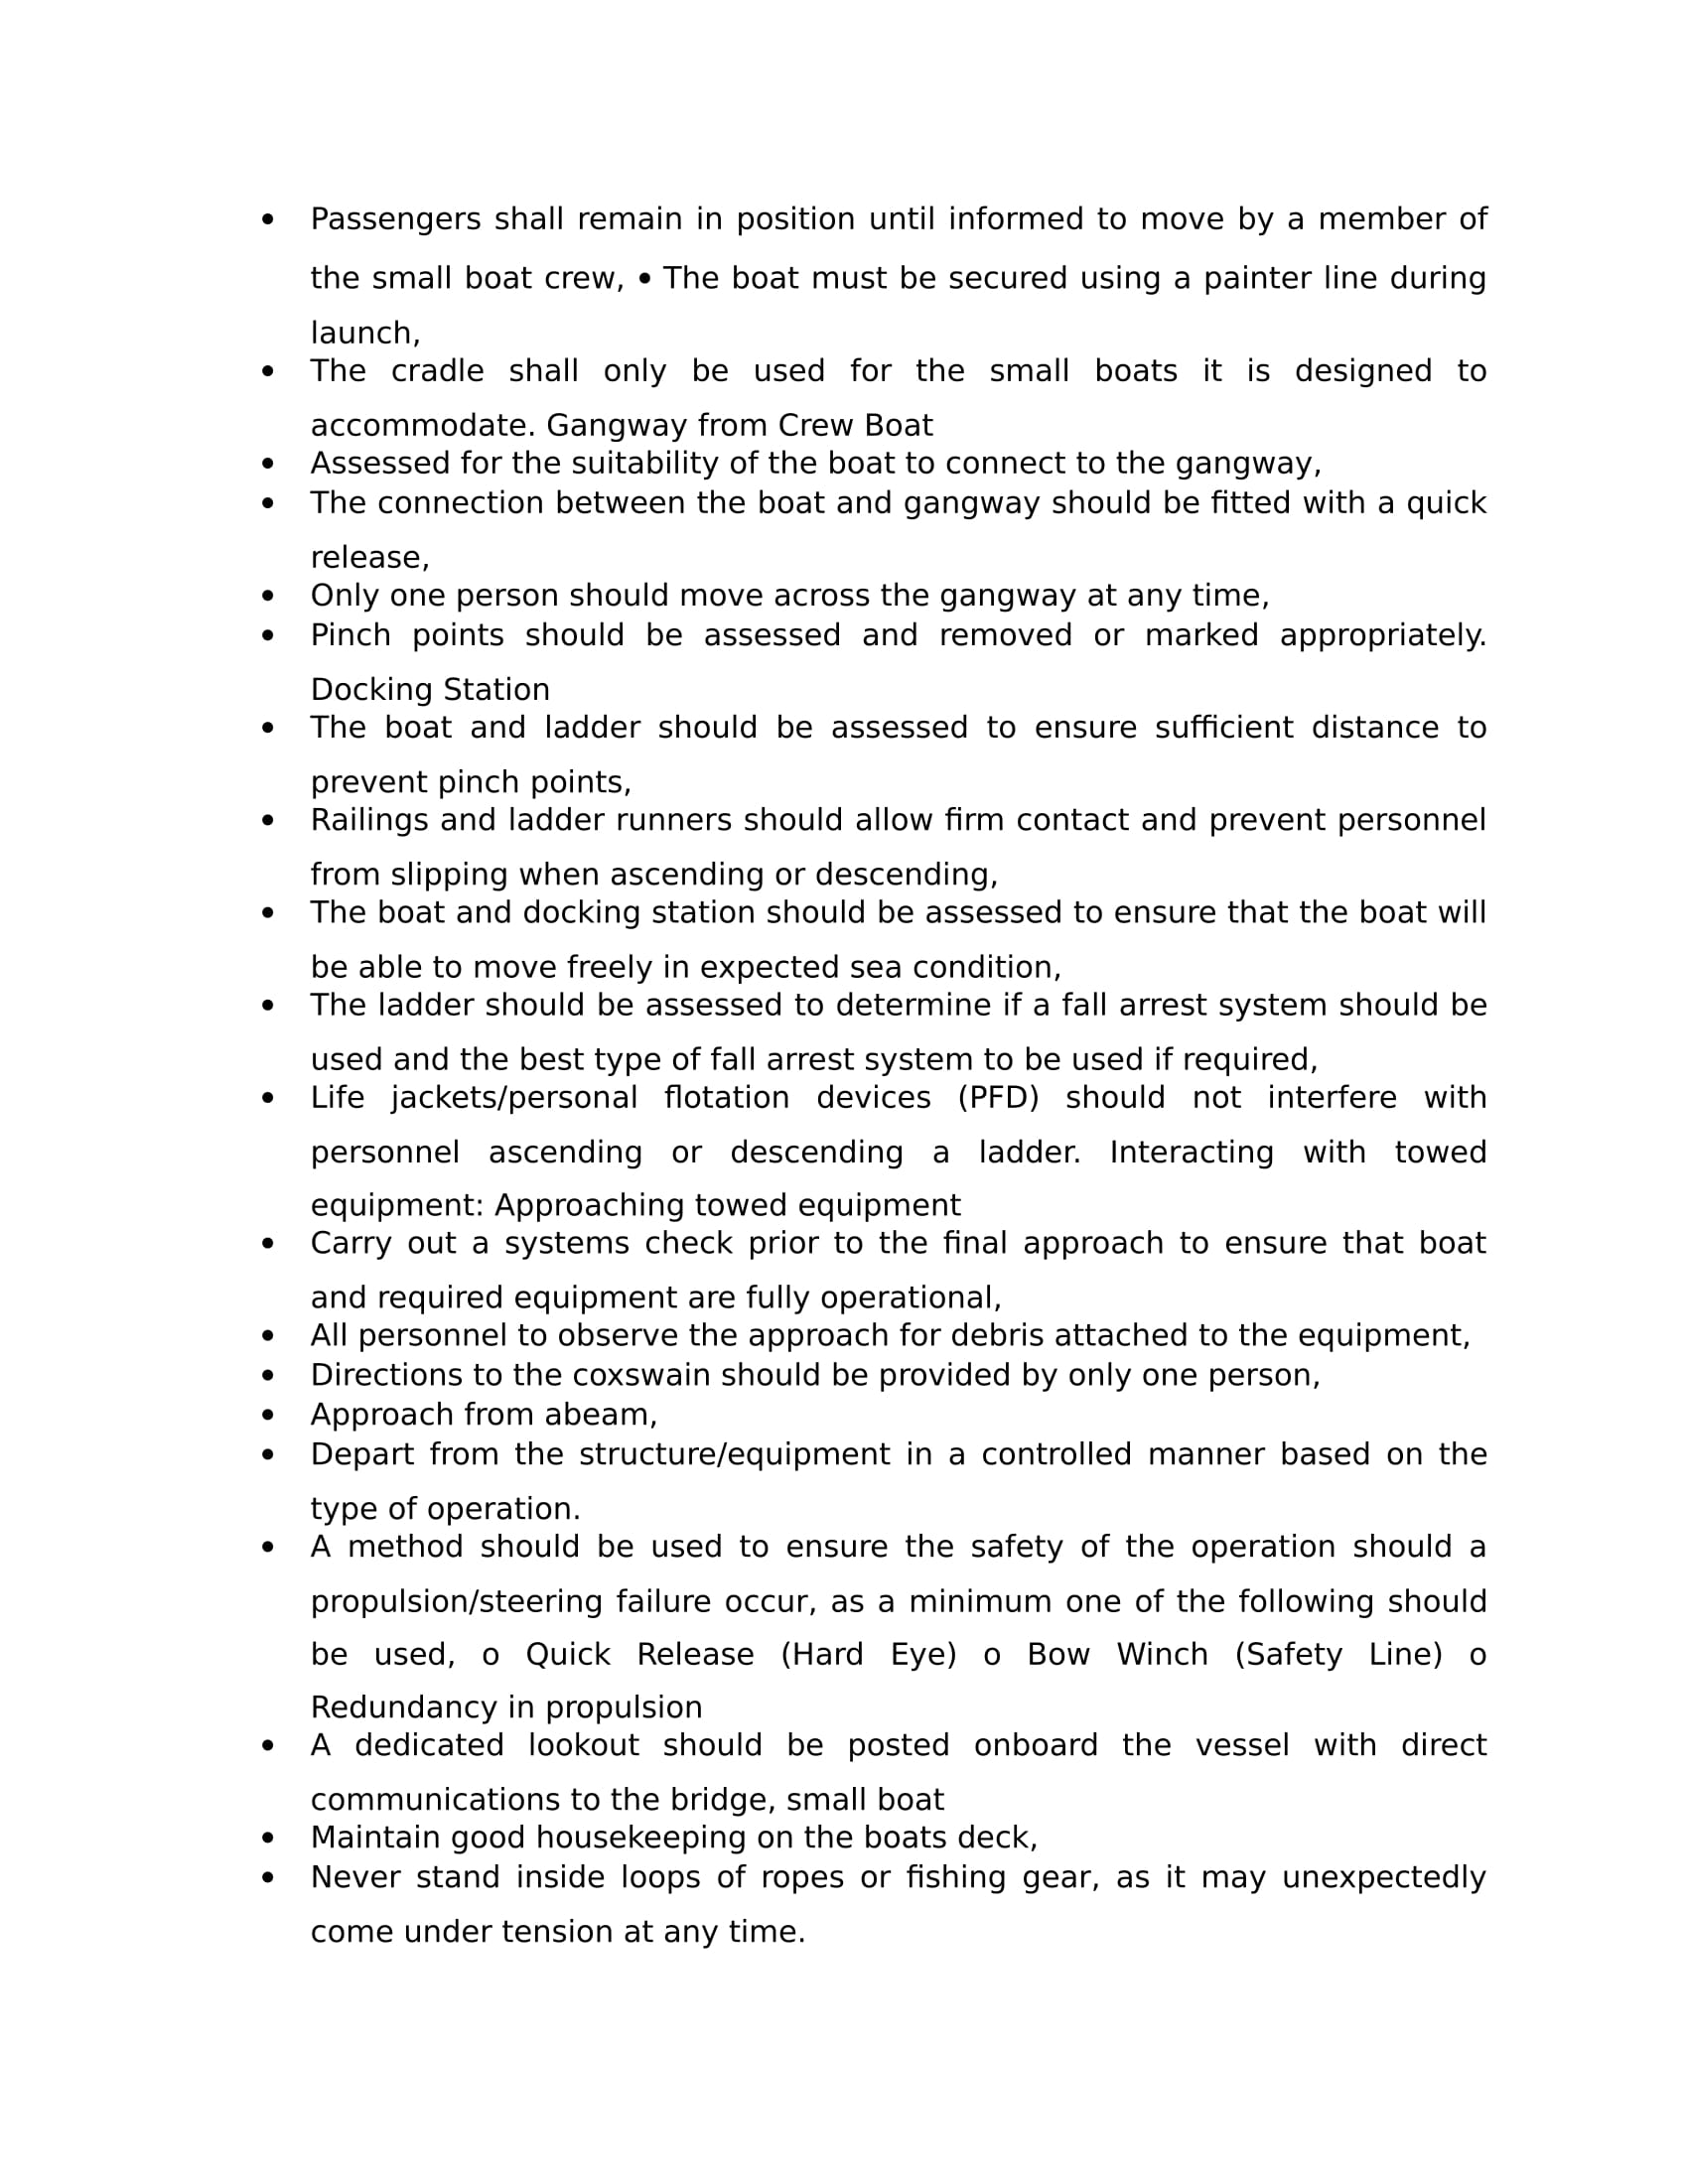 • Passengers shall remain in position until informed to move by a member of
the small boat crew, • The boat must be secured using a painter line during
launch,
• The cradle shall only be used for the small boats it is designed to
accommodate. Gangway from Crew Boat
• Assessed for the suitability of the boat to connect to the gangway,
• The connection between the boat and gangway should be fitted with a quick
release,
• Only one person should move across the gangway at any time,
• Pinch points should be assessed and removed or marked appropriately.
Docking Station
• The boat and ladder should be assessed to ensure sufficient distance to
prevent pinch points,
• Railings and ladder runners should allow firm contact and prevent personnel
from slipping when ascending or descending,
• The boat and docking station should be assessed to ensure that the boat will
be able to move freely in expected sea condition,
• The ladder should be assessed to determine if a fall arrest system should be
used and the best type of fall arrest system to be used if required,
• Life jackets/personal flotation devices (PFD) should not interfere with
personnel ascending or descending a ladder. Interacting with towed
equipment: Approaching towed equipment
• Carry out a systems check prior to the final approach to ensure that boat
and required equipment are fully operational,
• All personnel to observe the approach for debris attached to the equipment,
• Directions to the coxswain should be provided by only one person,
• Approach from abeam,
• Depart from the structure/equipment in a controlled manner based on the
type of operation.
• A method should be used to ensure the safety of the operation should a
propulsion/steering failure occur, as a minimum one of the following should
be used, o Quick Release (Hard Eye) o Bow Winch (Safety Line) o
Redundancy in propulsion
• A dedicated lookout should be posted onboard the vessel with direct
communications to the bridge, small boat
• Maintain good housekeeping on the boats deck,
• Never stand inside loops of ropes or fishing gear, as it may unexpectedly
come under tension at any time.